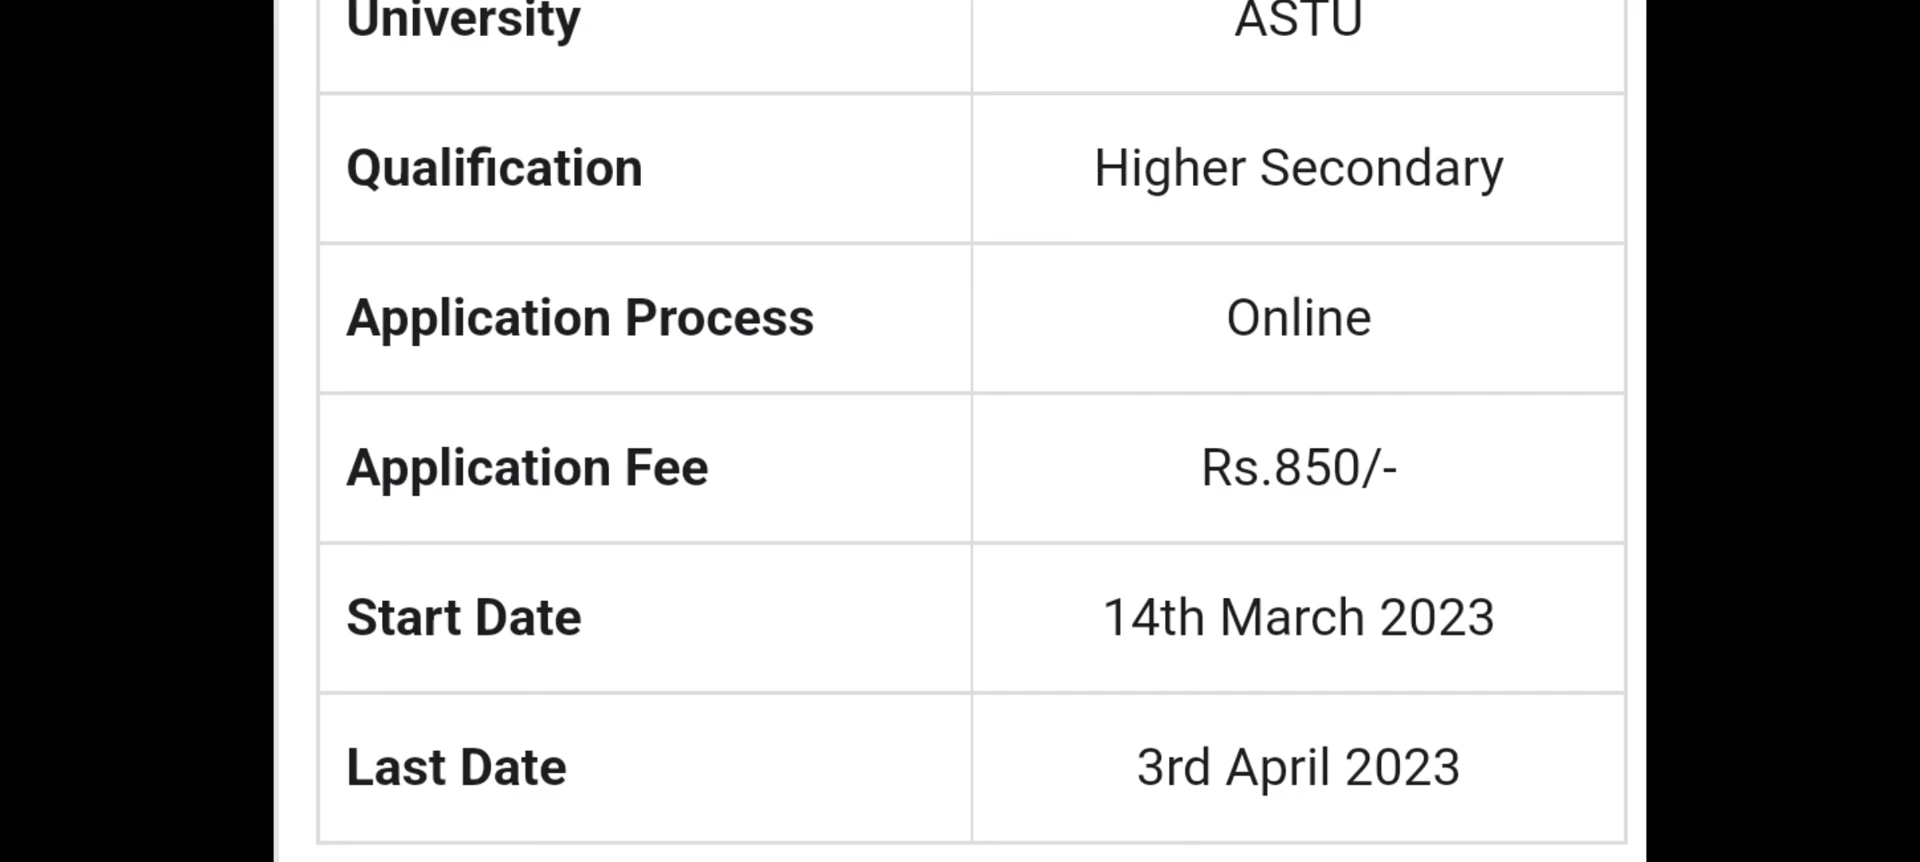 University ASTU
Qualification Higher Secondary
Application Process Online
Application Fee Rs.850/-
Start Date 14th March 2023
Last Date 3rd April 2023